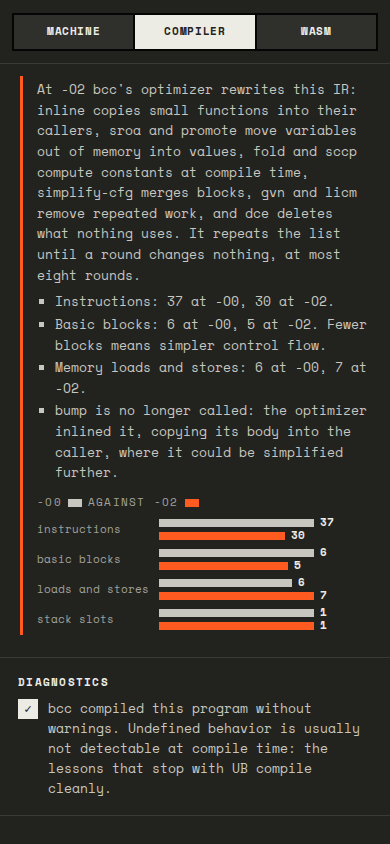 MACHINE COMPILER WASM
At -O2 bcc's optimizer rewrites this IR:
inline copies small functions into their
callers, sroa and promote move variables
out of memory into values, fold and sccp
compute constants at compile time,
simplify-cfg merges blocks, gvn and licm
remove repeated work, and dce deletes
what nothing uses. It repeats the list
until a round changes nothing, at most
eight rounds.
Instructions: 37 at -O0, 30 at -O2.
Basic blocks: 6 at -O0, 5 at -O2. Fewer
blocks means simpler control flow.
Memory loads and stores: 6 at -O0, 7 at
-O2.
bump is no longer called: the optimizer
inlined it, copying its body into the
caller, where it could be simplified
further.
-O0 AGAINST -O2
instructions 37
30
basic blocks 6
5
loads and stores 6
7
stack slots 1
1
DIAGNOSTICS
✓ bcc compiled this program without
warnings. Undefined behavior is usually
not detectable at compile time: the
lessons that stop with UB compile
cleanly.